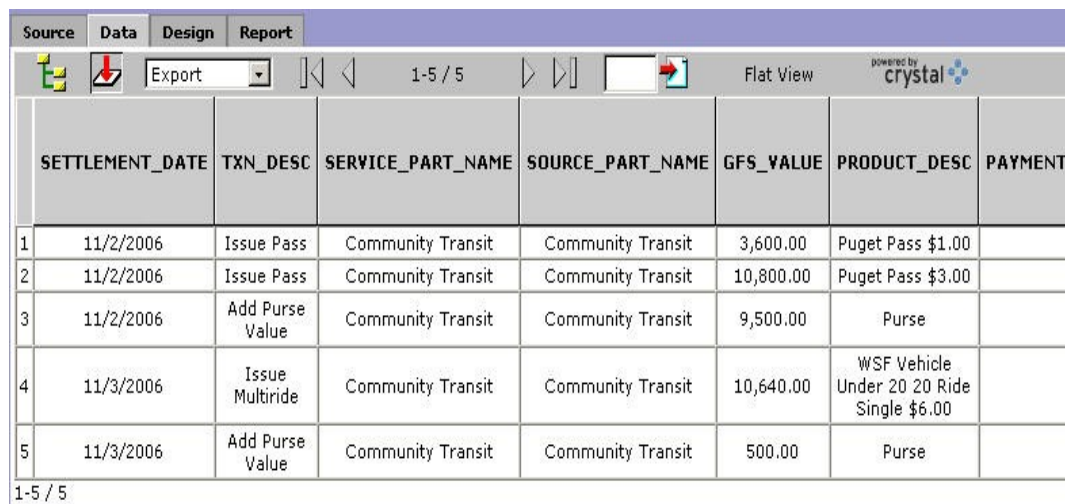 Source Data Design Report
Export 1-5 / 5 Flat View powered by crystal
SETTLEMENT_DATE TXN_DESC SERVICE_PART_NAME SOURCE_PART_NAME GFS_VALUE PRODUCT_DESC PAYMENT
1 11/2/2006 Issue Pass Community Transit Community Transit 3,600.00 Puget Pass $1.00
2 11/2/2006 Issue Pass Community Transit Community Transit 10,800.00 Puget Pass $3.00
3 11/2/2006 Add Purse Value Community Transit Community Transit 9,500.00 Purse
4 11/3/2006 Issue Multiride Community Transit Community Transit 10,640.00 WSF Vehicle Under 20 20 Ride Single $6.00
5 11/3/2006 Add Purse Value Community Transit Community Transit 500.00 Purse
1-5 / 5